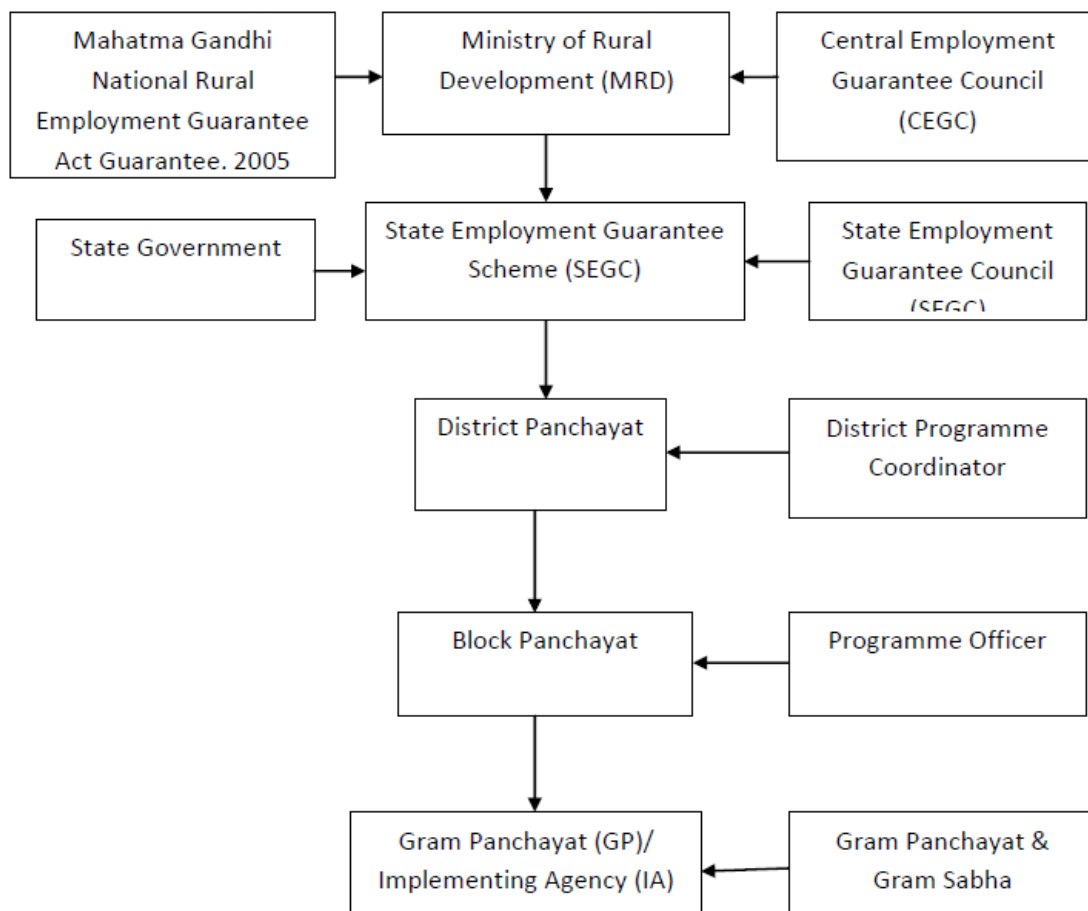 Mahatma Gandhi
National Rural
Employment Guarantee
Act Guarantee. 2005
Ministry of Rural
Development (MRD)
Central Employment
Guarantee Council
(CEGC)
State Government
State Employment Guarantee
Scheme (SEGC)
State Employment
Guarantee Council
(SEGC)
District Panchayat
District Programme
Coordinator
Block Panchayat
Programme Officer
Gram Panchayat (GP)/
Implementing Agency (IA)
Gram Panchayat &
Gram Sabha